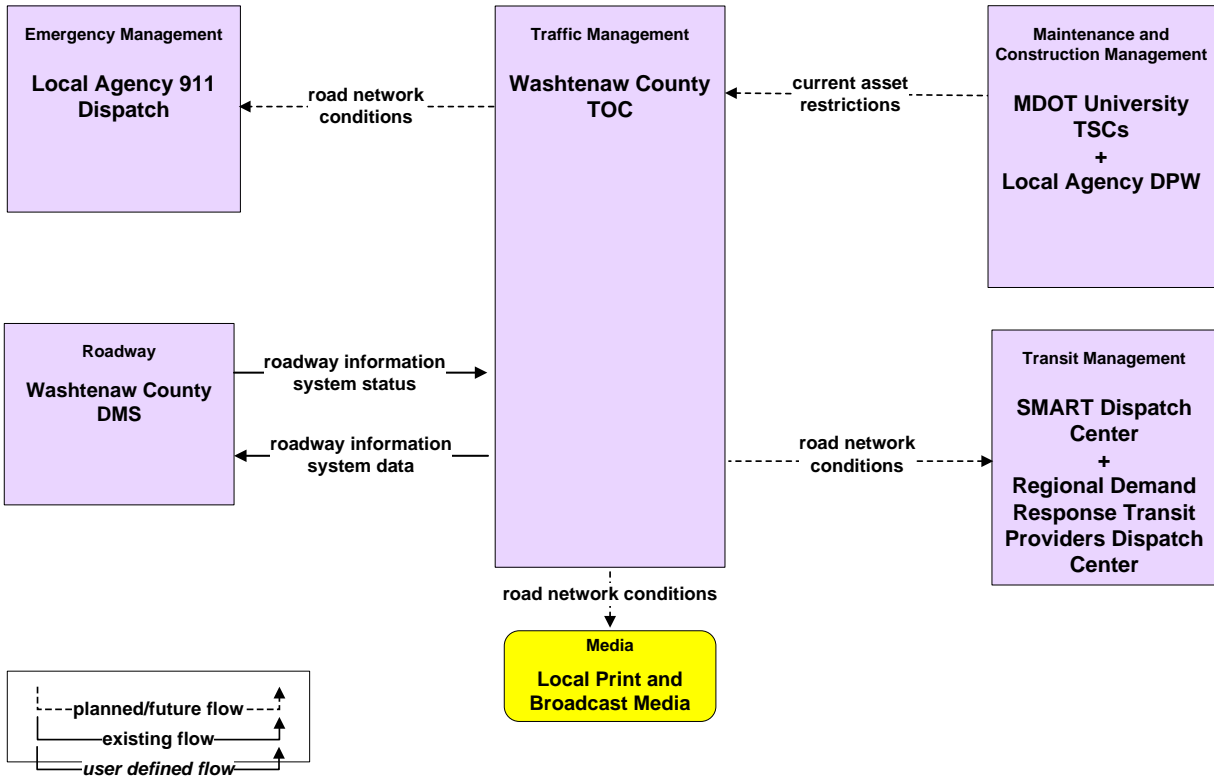 Emergency Management
Local Agency 911
Dispatch
road network
conditions
Traffic Management
Washtenaw County
TOC
current asset
restrictions
Maintenance and
Construction Management
MDOT University
TSCs
+
Local Agency DPW
Roadway
Washtenaw County
DMS
roadway information
system status
roadway information
system data
road network
conditions
Transit Management
SMART Dispatch
Center
+
Regional Demand
Response Transit
Providers Dispatch
Center
road network conditions
Media
Local Print and
Broadcast Media
planned/future flow
existing flow
user defined flow